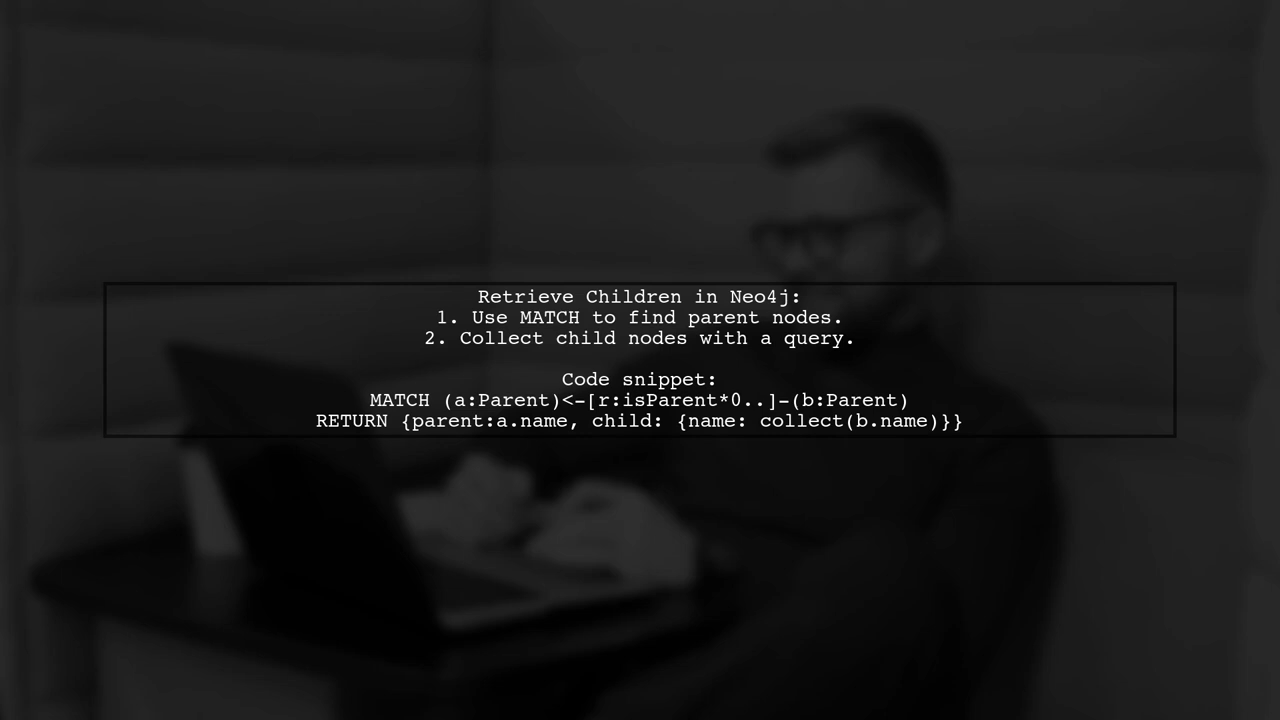 Retrieve Children in Neo4j:
1. Use MATCH to find parent nodes.
2. Collect child nodes with a query.
Code snippet:
MATCH (a:Parent)<-[r:isParent*0..]-(b:Parent)
RETURN {parent:a.name, child: {name: collect(b.name)}}